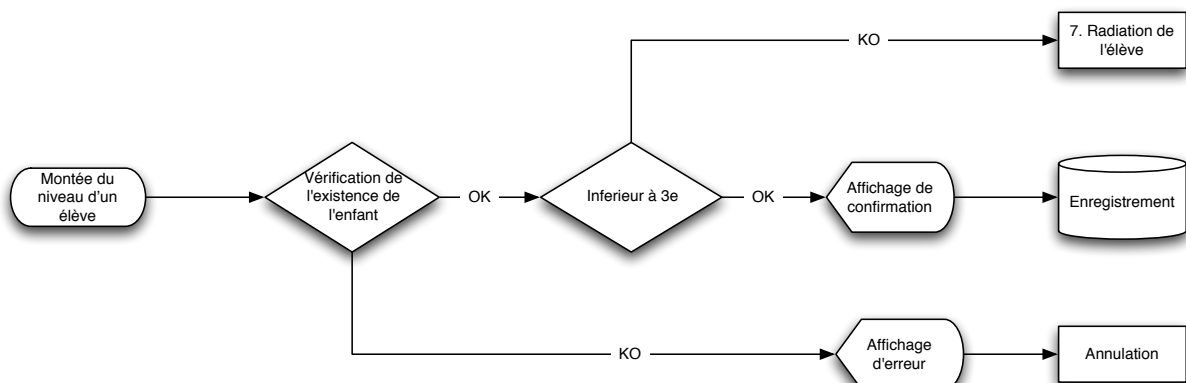 KO
7. Radiation de
l'élève
Montée du
niveau d'un
élève
Vérification de
l'existence de
l'enfant
OK
Inferieur à 3e
OK
Affichage de
confirmation
Enregistrement
KO
Affichage
d'erreur
Annulation